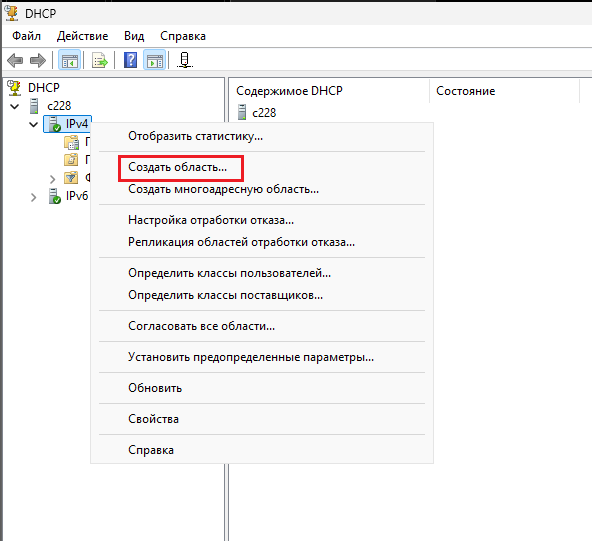 DHCP
Файл Действие Вид Справка
DHCP
c228
IPv4
IPv6
Содержимое DHCP Состояние
c228
Отобразить статистику...
Создать область...
Создать многоадресную область...
Настройка отработки отказа...
Репликация областей отработки отказа...
Определить классы пользователей...
Определить классы поставщиков...
Согласовать все области...
Установить предопределенные параметры...
Обновить
Свойства
Справка